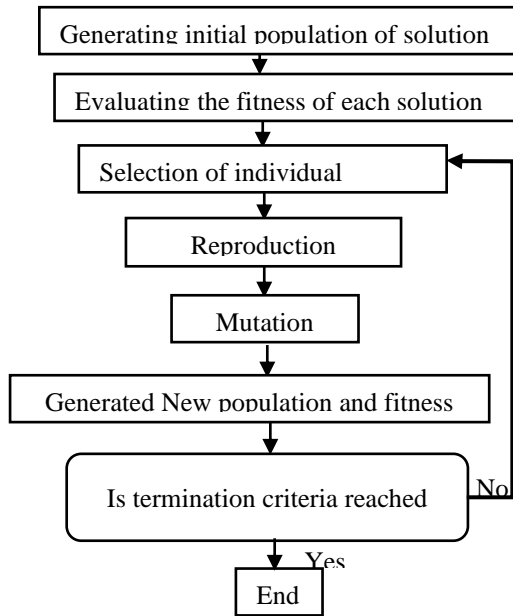 Generating initial population of solution
Evaluating the fitness of each solution
Selection of individual
Reproduction
Mutation
Generated New population and fitness
Is termination criteria reached
No
Yes
End